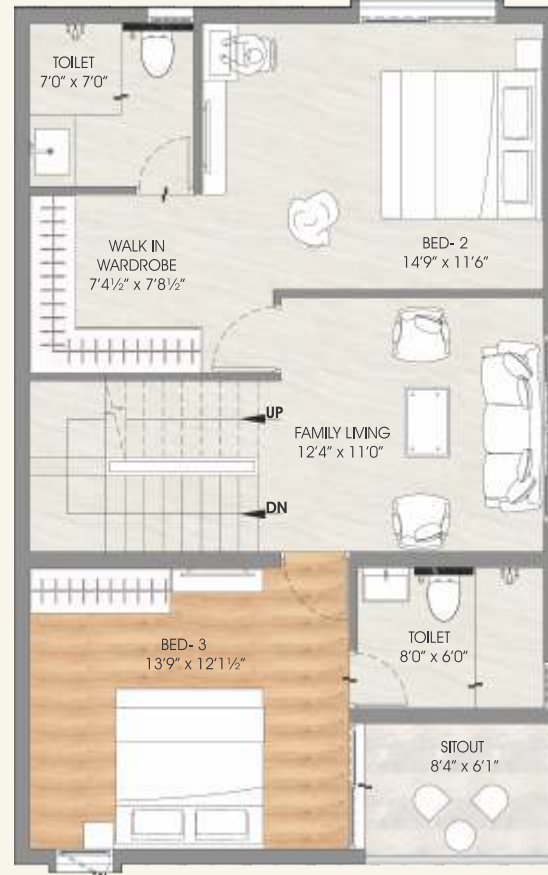 TOILET
7'0" x 7'0"
WALK IN
WARDROBE
7'4½" x 7'8½"
BED- 2
14'9" x 11'6"
UP
FAMILY LIVING
12'4" x 11'0"
DN
BED- 3
13'9" x 12'1½"
TOILET
8'0" x 6'0"
SITOUT
8'4" x 6'1"